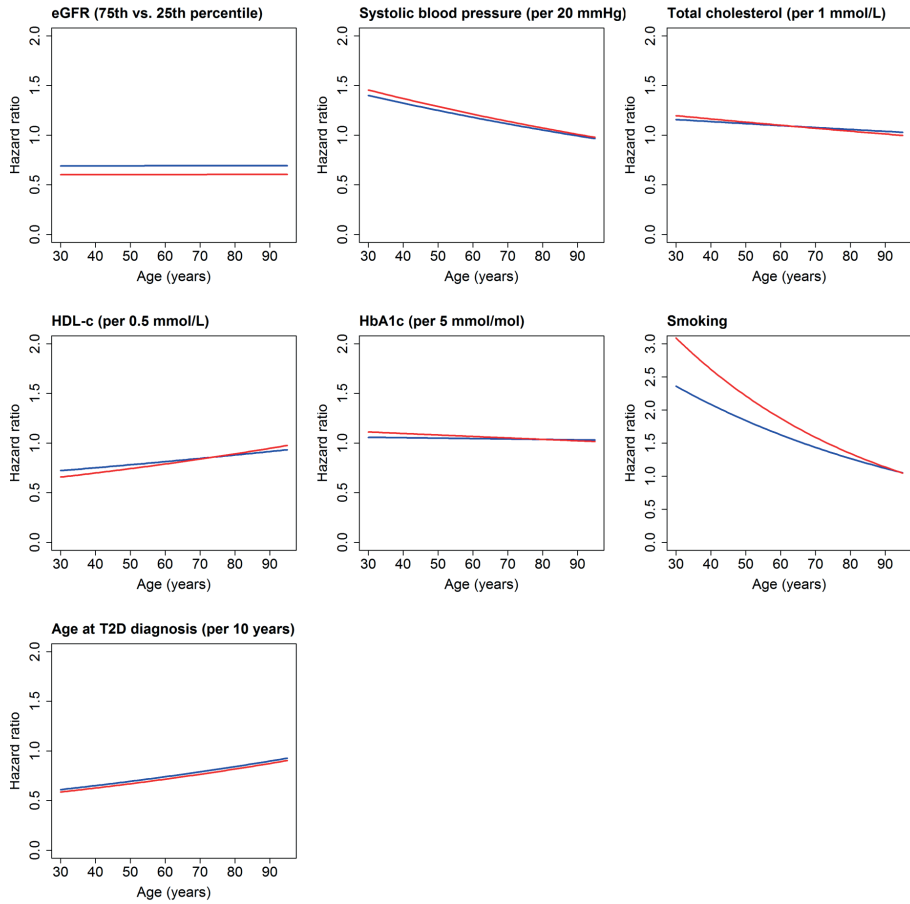 eGFR (75th vs. 25th percentile)
Hazard ratio
0.0 0.5 1.0 1.5 2.0
30 40 50 60 70 80 90
Age (years)
Systolic blood pressure (per 20 mmHg)
Hazard ratio
0.0 0.5 1.0 1.5 2.0
30 40 50 60 70 80 90
Age (years)
Total cholesterol (per 1 mmol/L)
Hazard ratio
0.0 0.5 1.0 1.5 2.0
30 40 50 60 70 80 90
Age (years)
HDL-c (per 0.5 mmol/L)
Hazard ratio
0.0 0.5 1.0 1.5 2.0
30 40 50 60 70 80 90
Age (years)
HbA1c (per 5 mmol/mol)
Hazard ratio
0.0 0.5 1.0 1.5 2.0
30 40 50 60 70 80 90
Age (years)
Smoking
Hazard ratio
0.0 0.5 1.0 1.5 2.0 2.5 3.0
30 40 50 60 70 80 90
Age (years)
Age at T2D diagnosis (per 10 years)
Hazard ratio
0.0 0.5 1.0 1.5 2.0
30 40 50 60 70 80 90
Age (years)